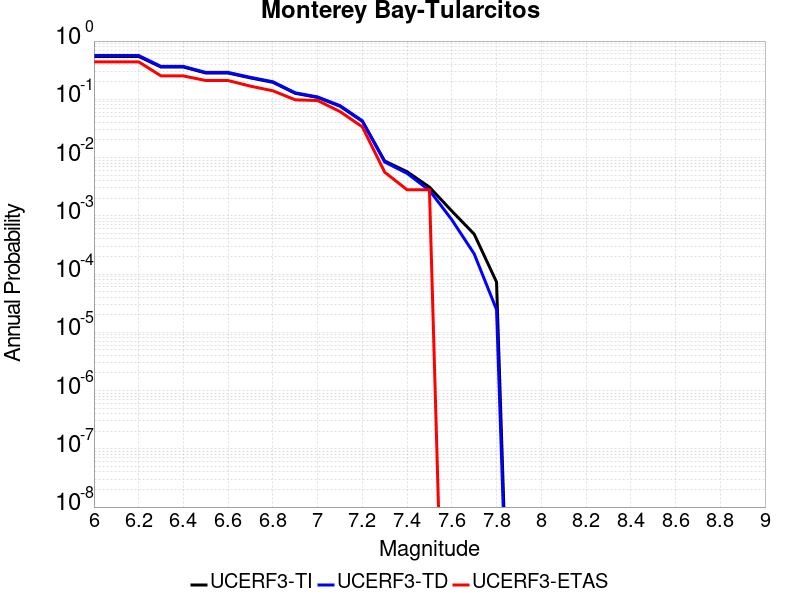 Monterey Bay-Tularcitos
Annual Probability
10^0
10^-1
10^-2
10^-3
10^-4
10^-5
10^-6
10^-7
10^-8
6 6.2 6.4 6.6 6.8 7 7.2 7.4 7.6 7.8 8 8.2 8.4 8.6 8.8 9
Magnitude
UCERF3-TI UCERF3-TD UCERF3-ETAS